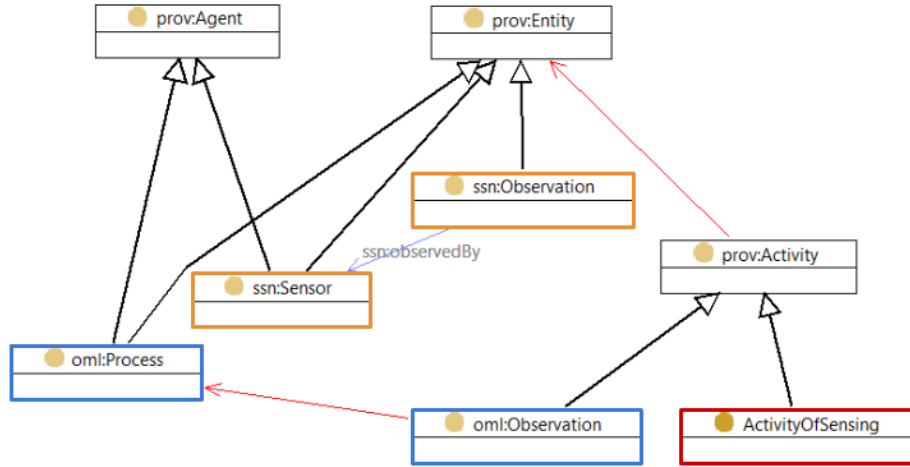 prov:Agent
prov:Entity
ssn:Observation
ssn:observedBy
prov:Activity
ssn:Sensor
oml:Process
oml:Observation
ActivityOfSensing